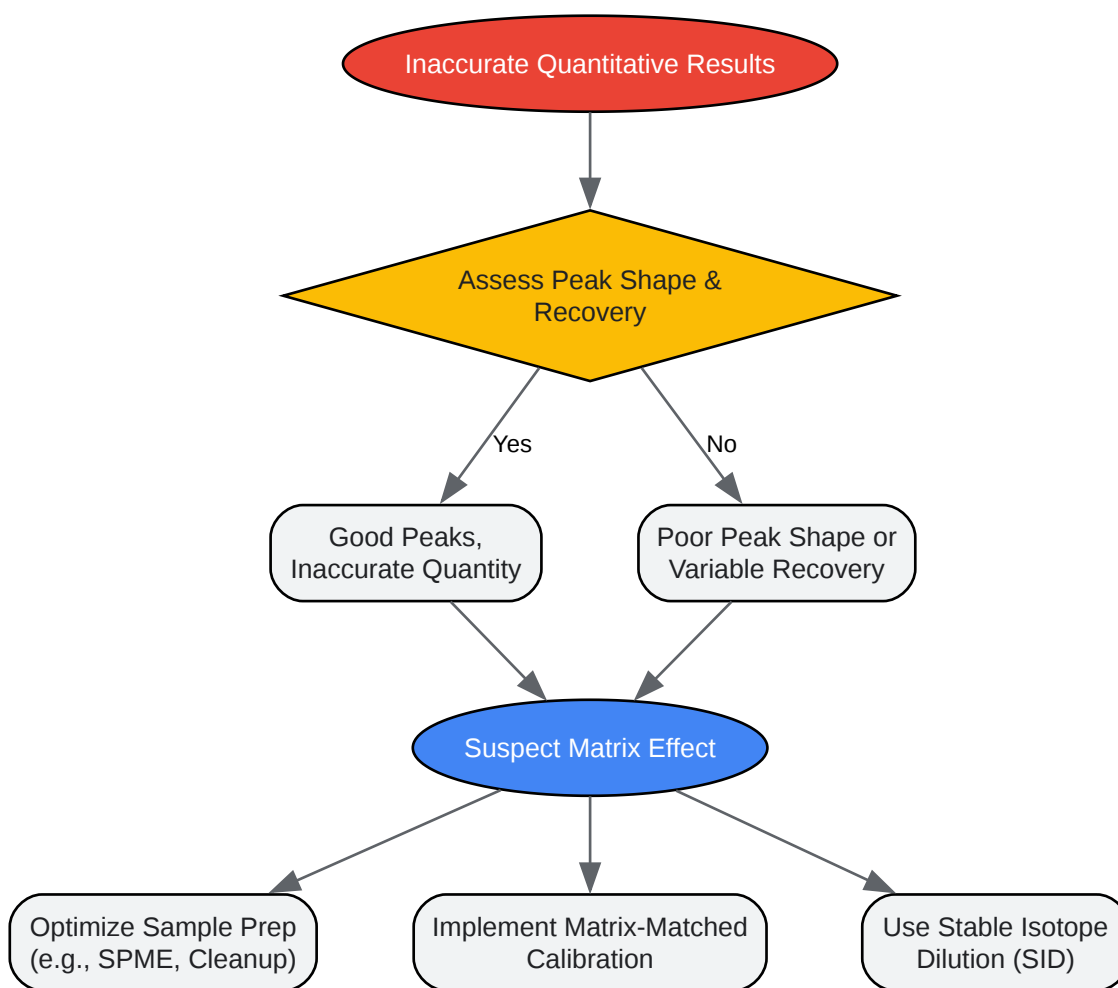 Inaccurate Quantitative Results
Assess Peak Shape &
Recovery
Yes
No
Good Peaks,
Inaccurate Quantity
Poor Peak Shape or
Variable Recovery
Suspect Matrix Effect
Optimize Sample Prep
(e.g., SPME, Cleanup)
Implement Matrix-Matched
Calibration
Use Stable Isotope
Dilution (SID)